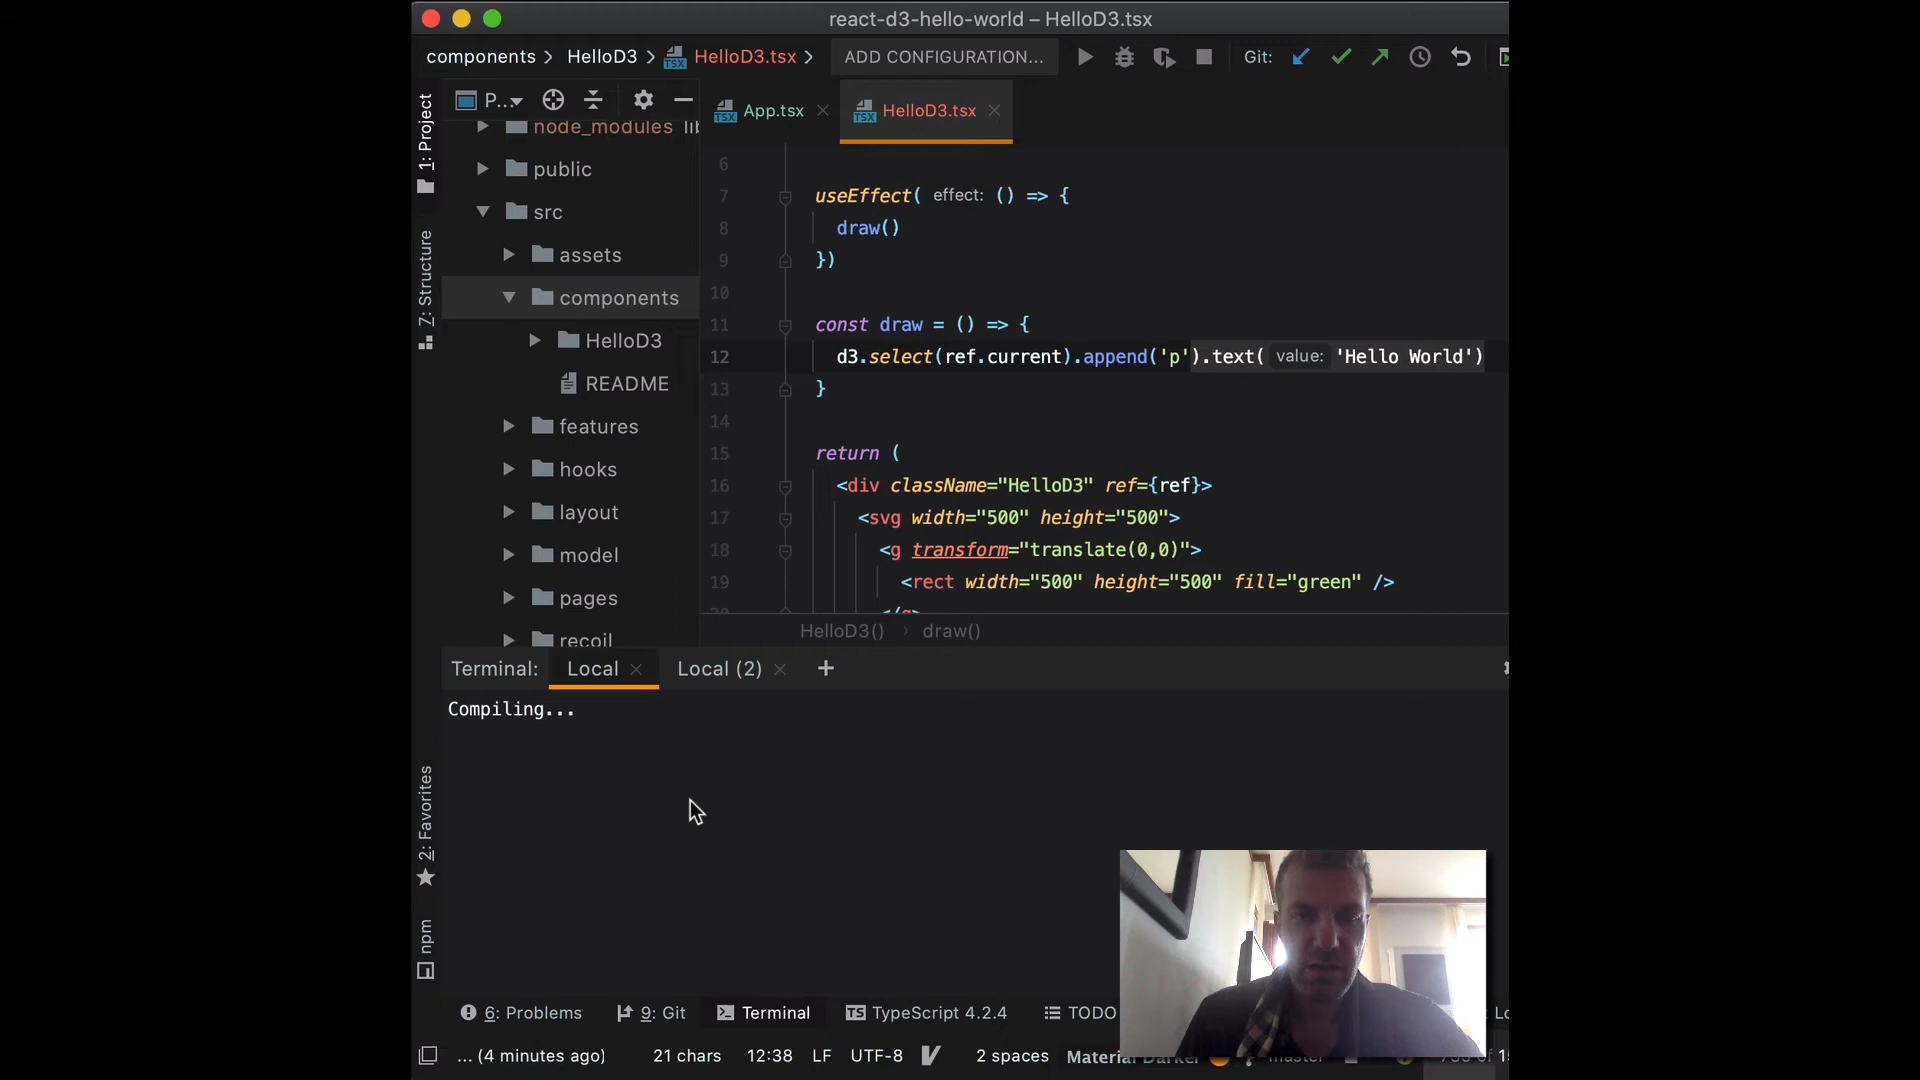 react-d3-hello-world – HelloD3.tsx
components HelloD3 HelloD3.tsx ADD CONFIGURATION... Git:
1: Project
P...
App.tsx HelloD3.tsx
node_modules
public
src
assets
components
HelloD3
README
features
hooks
layout
model
pages
recoil
7: Structure
6
7 useEffect( effect: () => {
8 draw()
9 })
10
11 const draw = () => {
12 d3.select(ref.current).append('p').text( value: 'Hello World')
13 }
14
15 return (
16 <div className="HelloD3" ref={ref}>
17 <svg width="500" height="500">
18 <g transform="translate(0,0)">
19 <rect width="500" height="500" fill="green" />
HelloD3() draw()
Terminal: Local Local (2) +
Compiling...
2: Favorites
npm
6: Problems 9: Git Terminal TypeScript 4.2.4 TODO
... (4 minutes ago) 21 chars 12:38 LF UTF-8 2 spaces Material Darker master